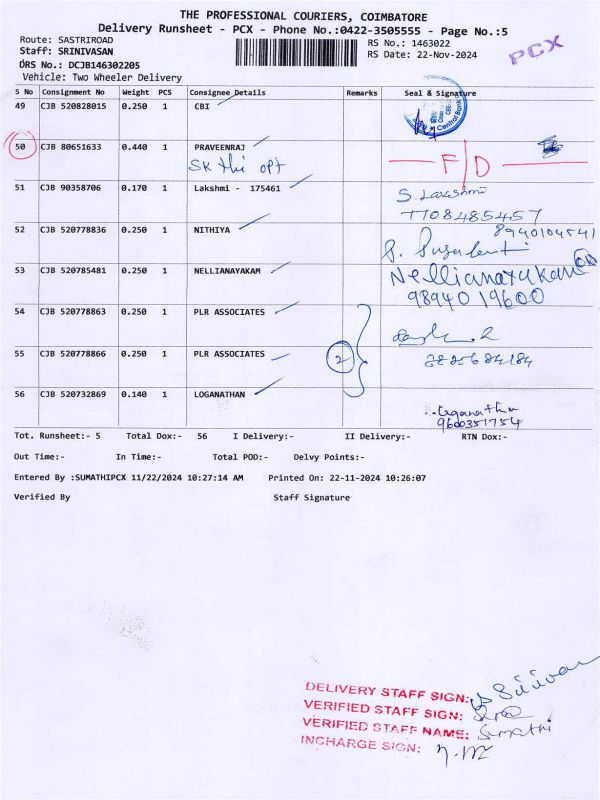 THE PROFESSIONAL COURIERS, COIMBATORE
Delivery Runsheet - PCX - Phone No.:0422-3505555 - Page No.:5
Route: SASTRIROAD RS No.: 1463022
Staff: SRINIVASAN RS Date: 22-Nov-2024
DRS No.: DCJB146302205
PCX
Vehicle: Two Wheeler Delivery
S No Consignment No Weight PCS Consignee Details Remarks Seal & Signature
49 CJB 520828015 0.250 1 CBI
Central Bank
50 CJB 80651633 0.440 1 PRAVEENRAJ
SK thi opt F/D
51 CJB 90358706 0.170 1 Lakshmi - 175461 S. Lakshmi
7708485457
52 CJB 520778836 0.250 1 NITHIYA 8940104541
53 CJB 520785481 0.250 1 NELLIANAYAKAM Nellianayakam
9894019600
54 CJB 520778863 0.250 1 PLR ASSOCIATES
55 CJB 520778866 0.250 1 PLR ASSOCIATES 2
56 CJB 520732869 0.140 1 LOGANATHAN Loganathan
9600351754
Tot. Runsheet:- 5 Total Dox:- 56 I Delivery:- II Delivery:- RTN Dox:-
Out Time:- In Time:- Total POD:- Delvy Points:-
Entered By :SUMATHIPCX 11/22/2024 10:27:14 AM Printed On: 22-11-2024 10:26:07
Verified By Staff Signature
DELIVERY STAFF SIGN:
VERIFIED STAFF SIGN:
VERIFIED STAFF NAME: Sumathi
INCHARGE SIGN: